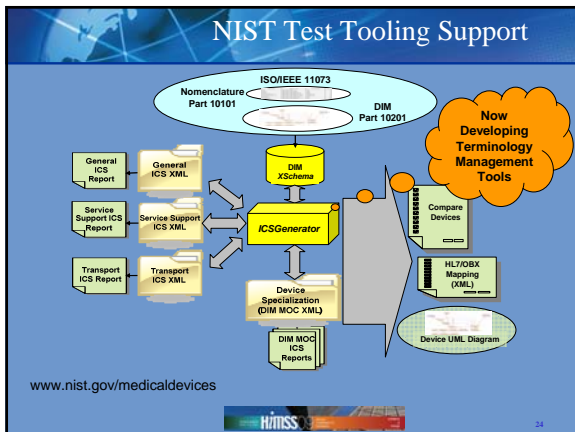 NIST Test Tooling Support
ISO/IEEE 11073
Nomenclature
Part 10101
DIM
Part 10201
Now
Developing
Terminology
Management
Tools
DIM
XSchema
General
ICS
Report
General
ICS XML
Service
Support ICS
Report
Service Support
ICS XML
ICSGenerator
Transport
ICS Report
Transport
ICS XML
Device
Specialization
(DIM MOC XML)
DIM MOC
ICS
Reports
Compare
Devices
HL7/OBX
Mapping
(XML)
Device UML Diagram
www.nist.gov/medicaldevices
HIMSS09
24